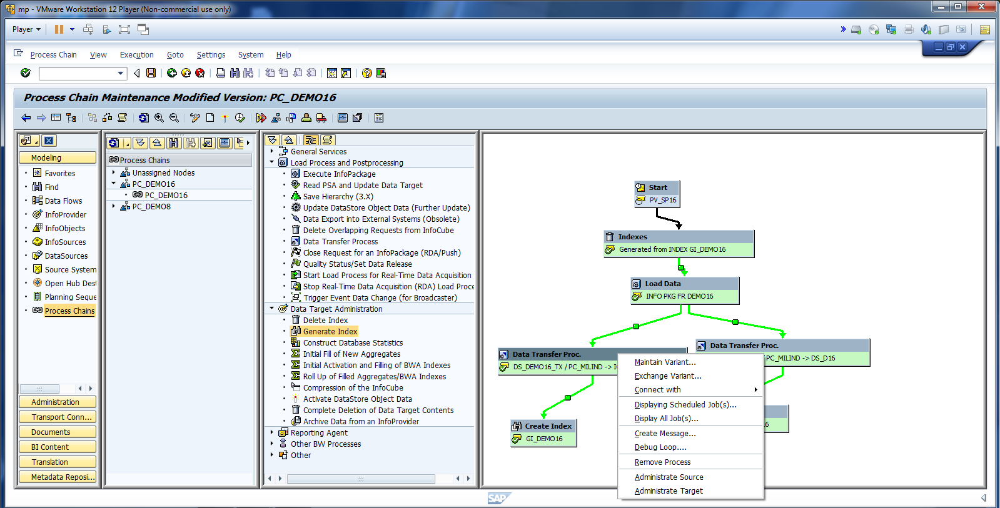 mp - VMware Workstation 12 Player (Non-commercial use only)
Player
Process Chain View Execution Goto Settings System Help
Process Chain Maintenance Modified Version: PC_DEMO16
Modeling
Favorites
Find
Data Flows
InfoProvider
InfoObjects
InfoSources
DataSources
Source System
Open Hub Dest
Planning Seque
Process Chains
Administration
Transport Conn...
Documents
BI Content
Translation
Metadata Reposi...
Process Chains
Unassigned Nodes
PC_DEMO16
PC_DEMO16
PC_DEMO8
General Services
Load Process and Postprocessing
Execute InfoPackage
Read PSA and Update Data Target
Save Hierarchy (3.X)
Update DataStore Object Data (Further Update)
Data Export into External Systems (Obsolete)
Delete Overlapping Requests from InfoCube
Data Transfer Process
Close Request for an InfoPackage (RDA/Push)
Quality Status/Set Data Release
Start Load Process for Real-Time Data Acquisition
Stop Real-Time Data Acquisition (RDA) Load Proce
Trigger Event Data Change (for Broadcaster)
Data Target Administration
Delete Index
Generate Index
Construct Database Statistics
Initial Fill of New Aggregates
Initial Activation and Filling of BWA Indexes
Roll Up of Filled Aggregates/BWA Indexes
Compression of the InfoCube
Activate DataStore Object Data
Complete Deletion of Data Target Contents
Archive Data from an InfoProvider
Reporting Agent
Other BW Processes
Other
Start
PV_SP16
Indexes
Generated from INDEX GI_DEMO16
Load Data
INFO PKG FR DEMO16
Data Transfer Proc.
DS_DEMO16_TX / PC_MILIND -> I
Data Transfer Proc.
/ PC_MILIND -> DS_D16
Create Index
GI_DEMO16
6
Maintain Variant...
Exchange Variant...
Connect with
Displaying Scheduled Job(s)...
Display All Job(s)...
Create Message...
Debug Loop....
Remove Process
Administrate Source
Administrate Target
SAP